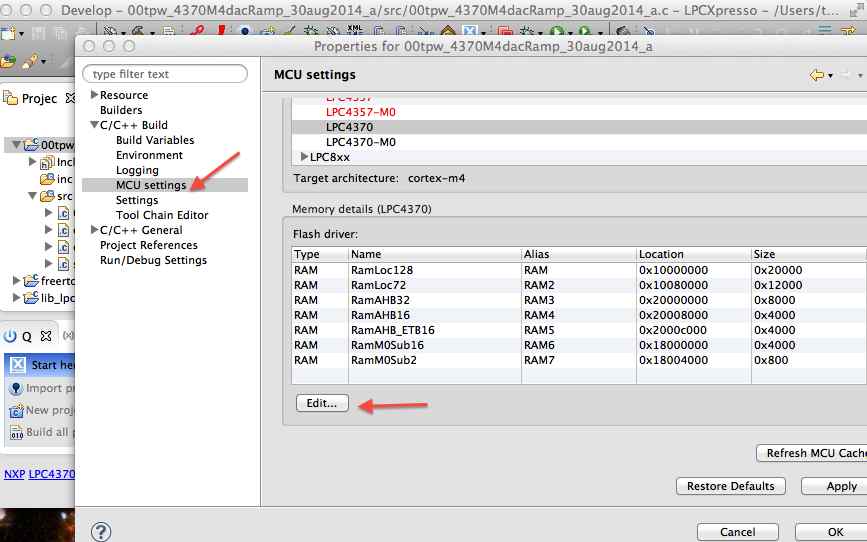 Develop - 00tpw_4370M4dacRamp_30aug2014_a/src/00tpw_4370M4dacRamp_30aug2014_a.c - LPCXpresso - /Users/t...
Properties for 00tpw_4370M4dacRamp_30aug2014_a
Projec
00tpw
Incl
inc
src
freerto
lib_lpc
Q
(x)
Start her
Import pr
New proj
Build all p
NXP LPC4370
type filter text
Resource
Builders
C/C++ Build
Build Variables
Environment
Logging
MCU settings
Settings
Tool Chain Editor
C/C++ General
Project References
Run/Debug Settings
MCU settings
LPC4357
LPC4357-M0
LPC4370
LPC4370-M0
LPC8xx
Target architecture: cortex-m4
Memory details (LPC4370)
Flash driver:
Type Name Alias Location Size
RAM RamLoc128 RAM 0x10000000 0x20000
RAM RamLoc72 RAM2 0x10080000 0x12000
RAM RamAHB32 RAM3 0x20000000 0x8000
RAM RamAHB16 RAM4 0x20008000 0x4000
RAM RamAHB_ETB16 RAM5 0x2000c000 0x4000
RAM RamM0Sub16 RAM6 0x18000000 0x4000
RAM RamM0Sub2 RAM7 0x18004000 0x800
Edit...
Refresh MCU Cache
Restore Defaults Apply
? Cancel OK